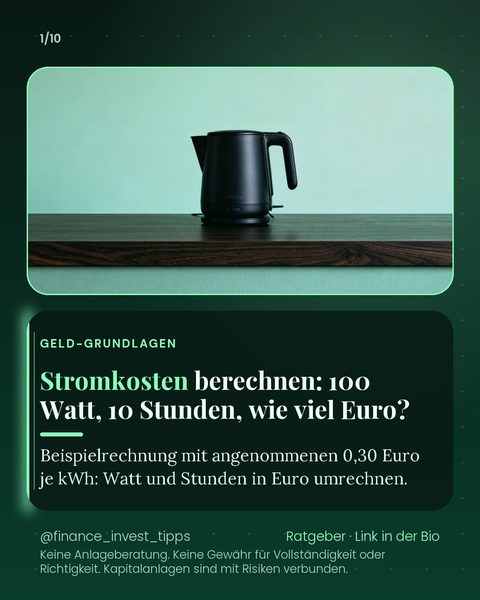 1/10
GELD-GRUNDLAGEN
Stromkosten berechnen: 100
Watt, 10 Stunden, wie viel Euro?
Beispielrechnung mit angenommenen 0,30 Euro
je kWh: Watt und Stunden in Euro umrechnen.
@finance_invest_tipps
Ratgeber · Link in der Bio
Keine Anlageberatung. Keine Gewähr für Vollständigkeit oder
Richtigkeit. Kapitalanlagen sind mit Risiken verbunden.